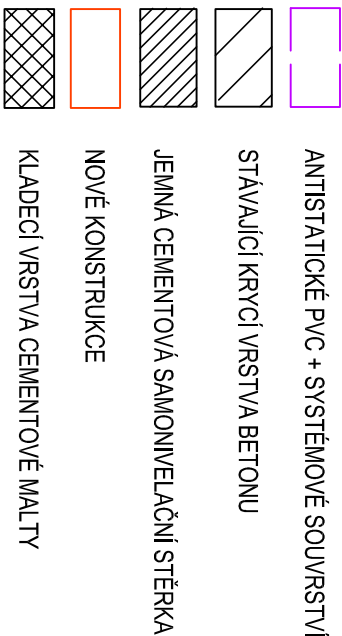 ANTISTATICKÉ PVC + SYSTÉMOVÉ SOUVRSTVÍ
STÁVAJÍCÍ KRYCÍ VRSTVA BETONU
JEMNÁ CEMENTOVÁ SAMONIVELAČNÍ STĚRKA
NOVÉ KONSTRUKCE
KLADECÍ VRSTVA CEMENTOVÉ MALTY